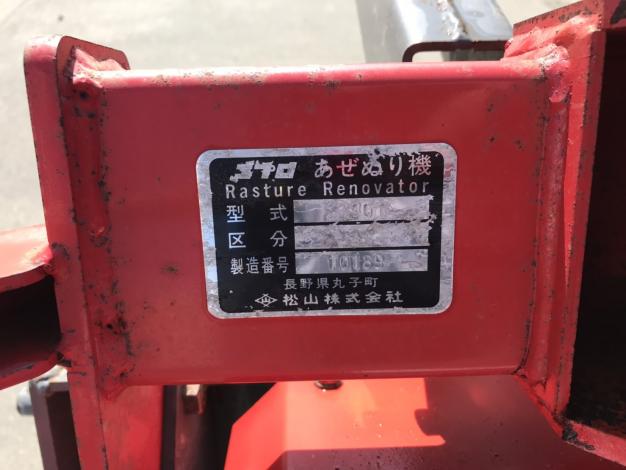 ニプロ あぜぬり機
Rasture Renovator
型式
区分
製造番号 10189
長野県丸子町
松山株式会社